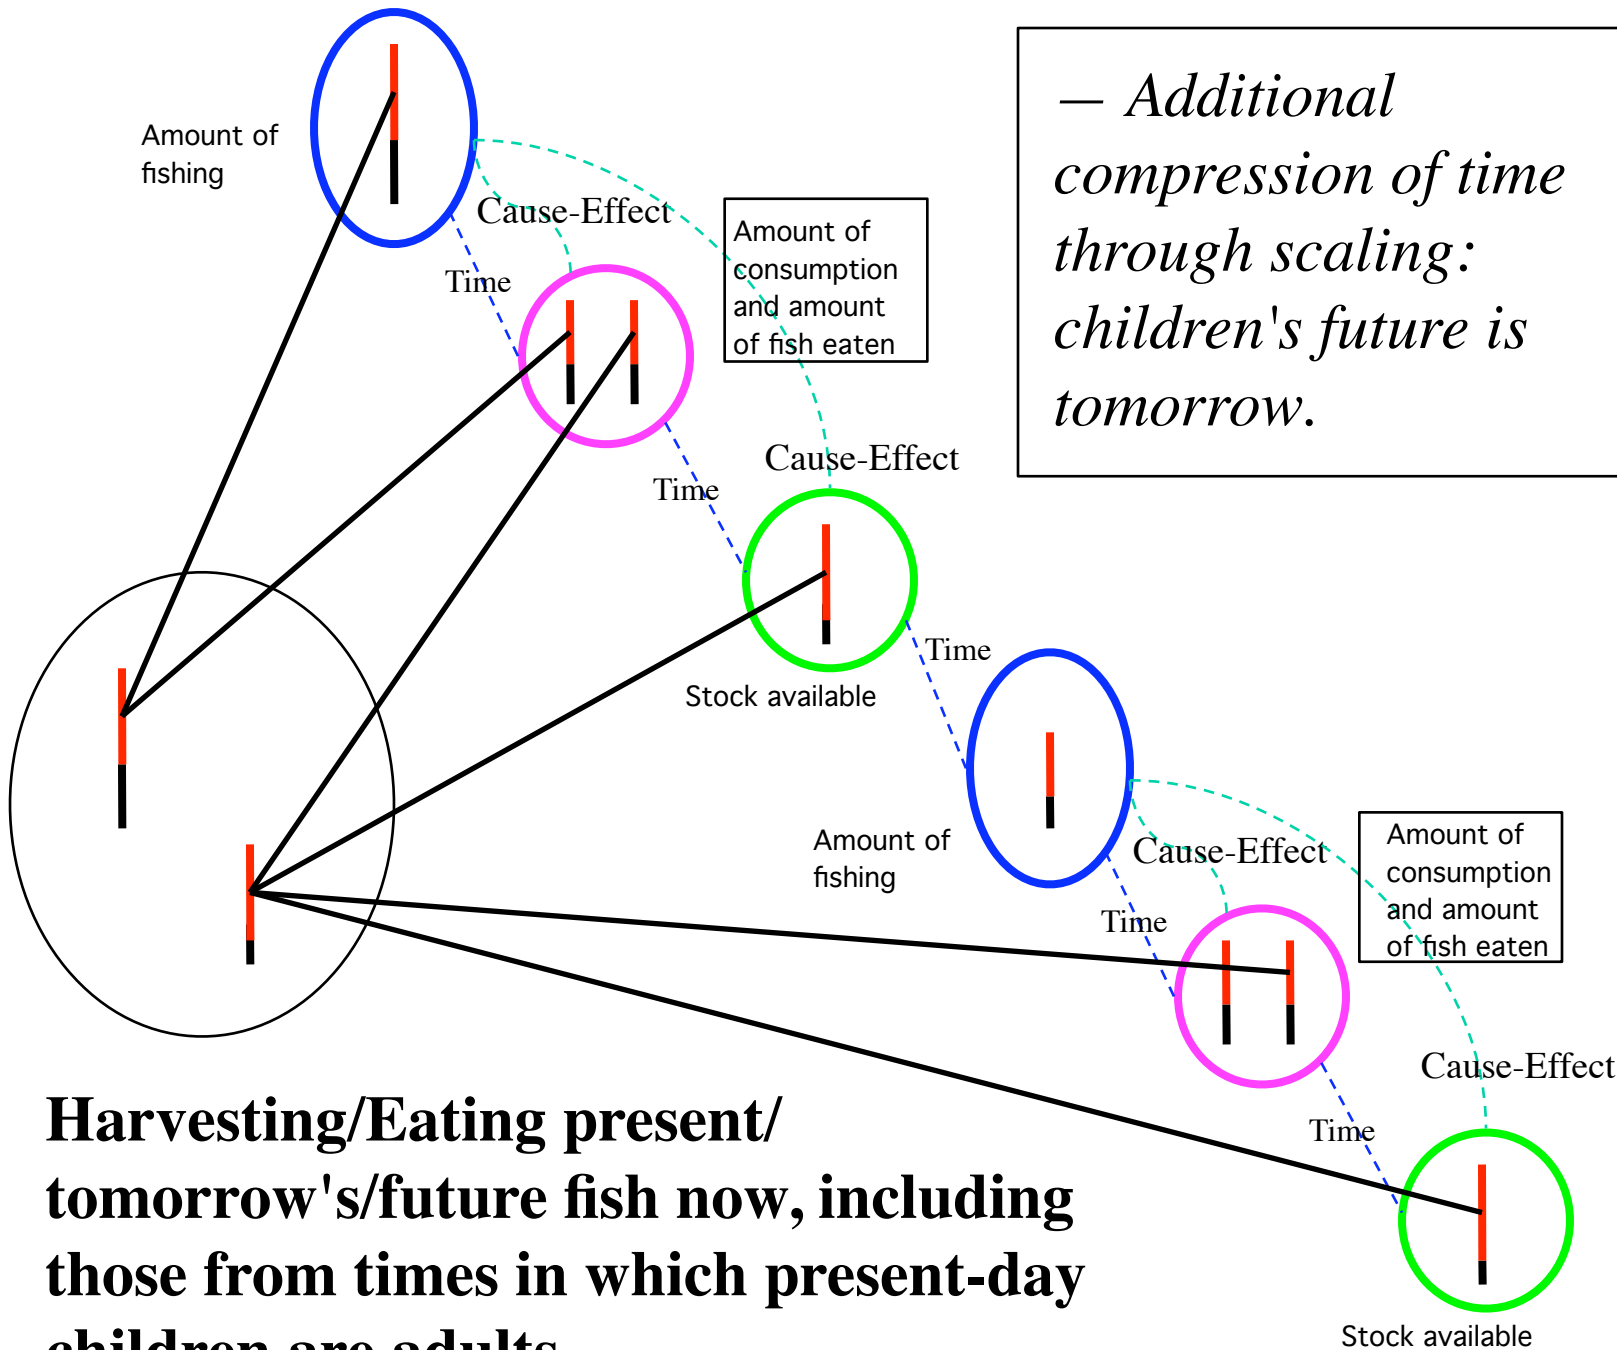 Amount of
fishing
Cause-Effect
Time
Amount of
consumption
and amount
of fish eaten
— Additional
compression of time
through scaling:
children's future is
tomorrow.
Cause-Effect
Time
Stock available
Time
Amount of
fishing
Cause-Effect
Time
Amount of
consumption
and amount
of fish eaten
Cause-Effect
Time
Stock available
Harvesting/Eating present/
tomorrow's/future fish now, including
those from times in which present-day
children are adults